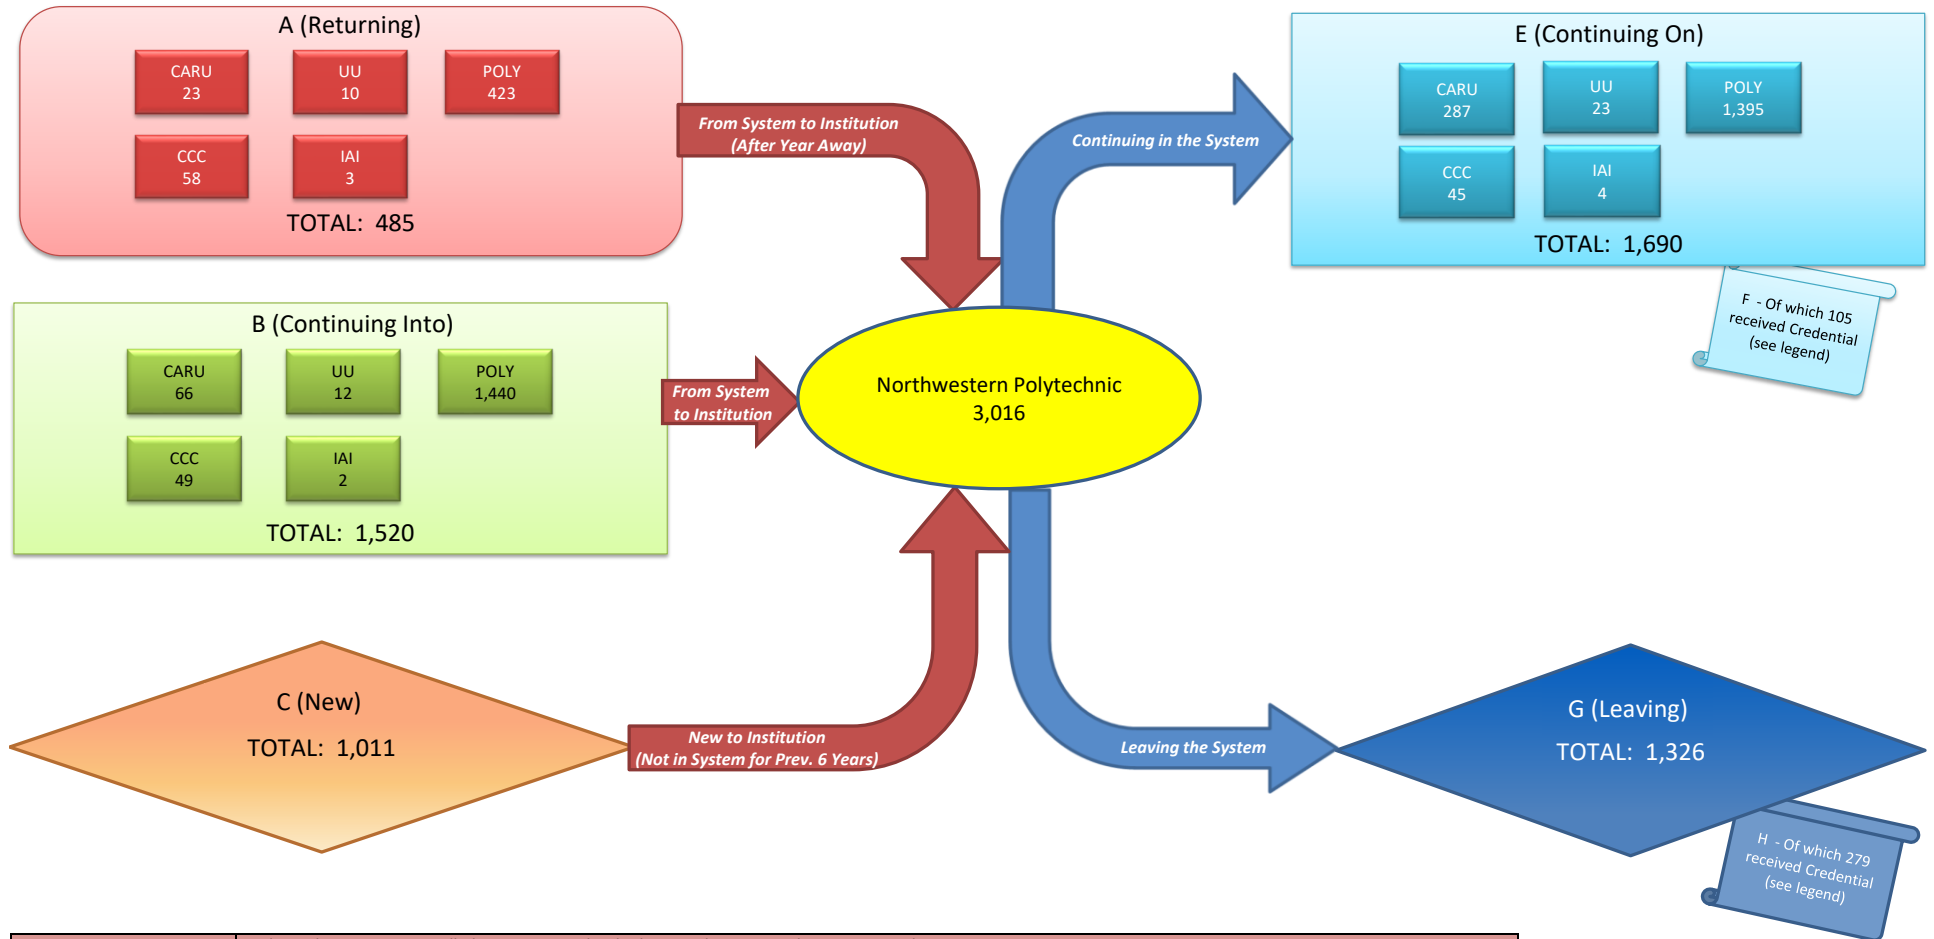 A (Returning)
CARU
23
UU
10
POLY
423
CCC
58
IAI
3
TOTAL: 485
From System to Institution
(After Year Away)
B (Continuing Into)
CARU
66
UU
12
POLY
1,440
CCC
49
IAI
2
TOTAL: 1,520
From System
to Institution
C (New)
TOTAL: 1,011
New to Institution
(Not in System for Prev. 6 Years)
Northwestern Polytechnic
3,016
Continuing in the System
E (Continuing On)
CARU
287
UU
23
POLY
1,395
CCC
45
IAI
4
TOTAL: 1,690
F - Of which 105
received Credential
(see legend)
Leaving the System
G (Leaving)
TOTAL: 1,326
H - Of which 279
received Credential
(see legend)